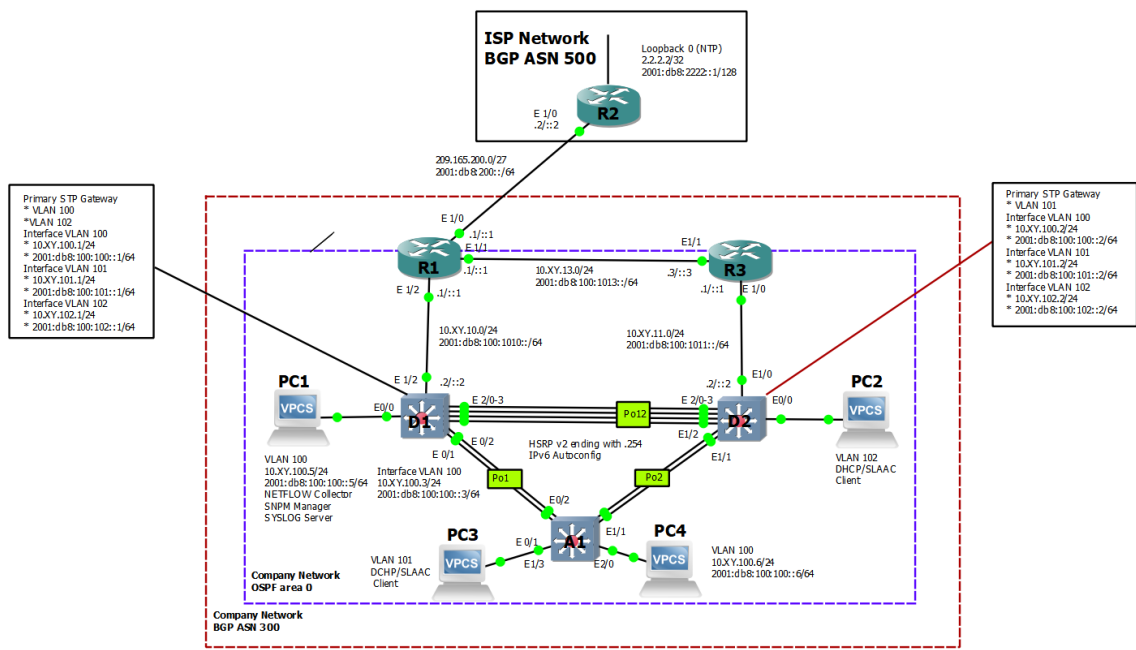 ISP Network
BGP ASN 500
Loopback 0 (NTP)
2.2.2.2/32
2001:db8:2222::1/128
E 1/0
.2/::2
R2
209.165.200.0/27
2001:db8:200::/64
Primary STP Gateway
* VLAN 100
*VLAN 102
Interface VLAN 100
* 10.XY.100.1/24
* 2001:db8:100:100::1/64
Interface VLAN 101
* 10.XY.101.1/24
* 2001:db8:100:101::1/64
Interface VLAN 102
* 10.XY.102.1/24
* 2001:db8:100:102::1/64
Primary STP Gateway
* VLAN 101
Interface VLAN 100
* 10.XY.100.2/24
* 2001:db8:100:100::2/64
Interface VLAN 101
* 10.XY.101.2/24
* 2001:db8:100:101::2/64
Interface VLAN 102
* 10.XY.102.2/24
* 2001:db8:100:102::2/64
E 1/0
.1/::1
E 1/1
.1/::1
R1
E 1/2
.1/::1
10.XY.13.0/24
2001:db8:100:1013::/64
E1/1
.3/::3
R3
.1/::1
E 1/0
10.XY.10.0/24
2001:db8:100:1010::/64
10.XY.11.0/24
2001:db8:100:1011::/64
PC1
VPCS
E0/0
E 1/2
.2/::2
D1
E 2/0-3
Po12
E 2/0-3
.2/::2
E1/0
D2
E0/0
PC2
VPCS
VLAN 102
DHCP/SLAAC
Client
E 0/2
E 0/1
HSRP v2 ending with .254
IPv6 Autoconfig
E1/2
E1/1
VLAN 100
10.XY.100.5/24
2001:db8:100:100::5/64
NETFLOW Collector
SNPM Manager
SYSLOG Server
Interface VLAN 100
10.XY.100.3/24
2001:db8:100:100::3/64
Po1
Po2
E0/2
E 0/1
A1
E1/1
E1/3
E2/0
PC3
VPCS
VLAN 101
DCHP/SLAAC
Client
PC4
VPCS
VLAN 100
10.XY.100.6/24
2001:db8:100:100::6/64
Company Network
OSPF area 0
Company Network
BGP ASN 300